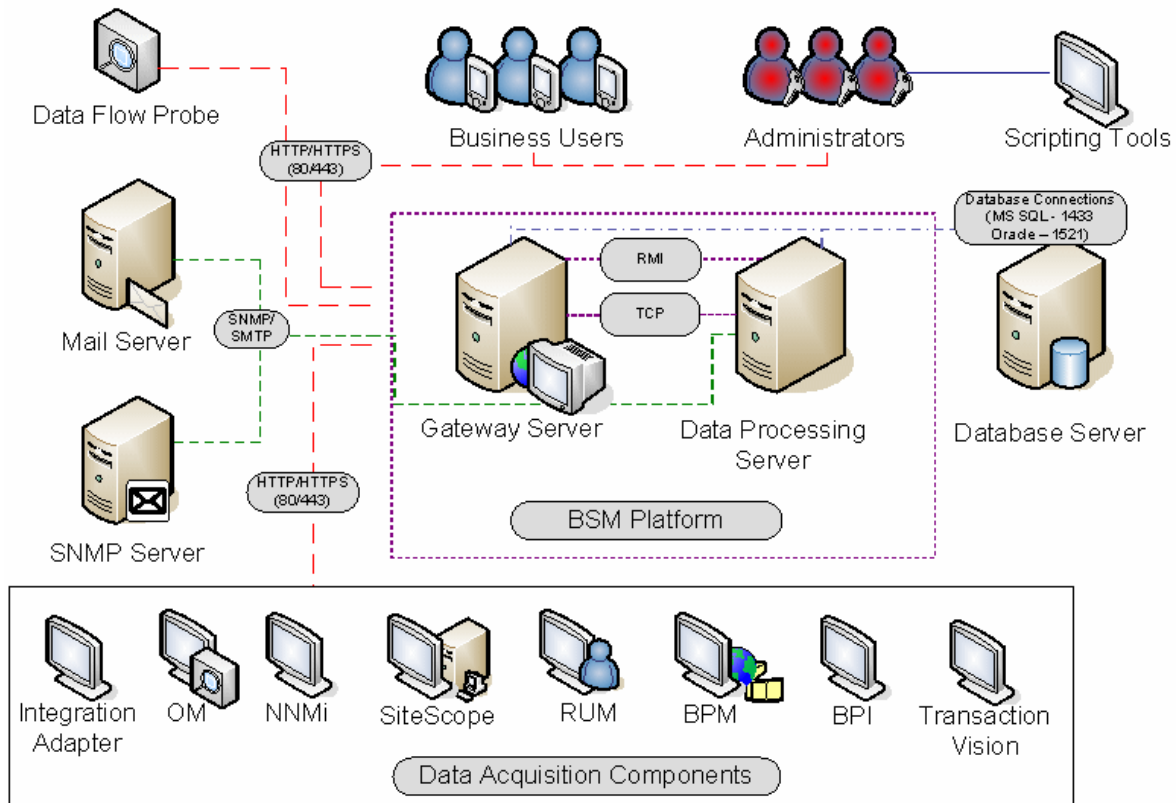 Data Flow Probe
Business Users
Administrators
Scripting Tools
HTTP/HTTPS
(80/443)
Database Connections
(MS SQL - 1433
Oracle – 1521)
Mail Server
SNMP/
SMTP
RMI
TCP
Gateway Server
Data Processing
Server
Database Server
SNMP Server
HTTP/HTTPS
(80/443)
BSM Platform
Integration
Adapter
OM
NNMi
SiteScope
RUM
BPM
BPI
Transaction
Vision
Data Acquisition Components